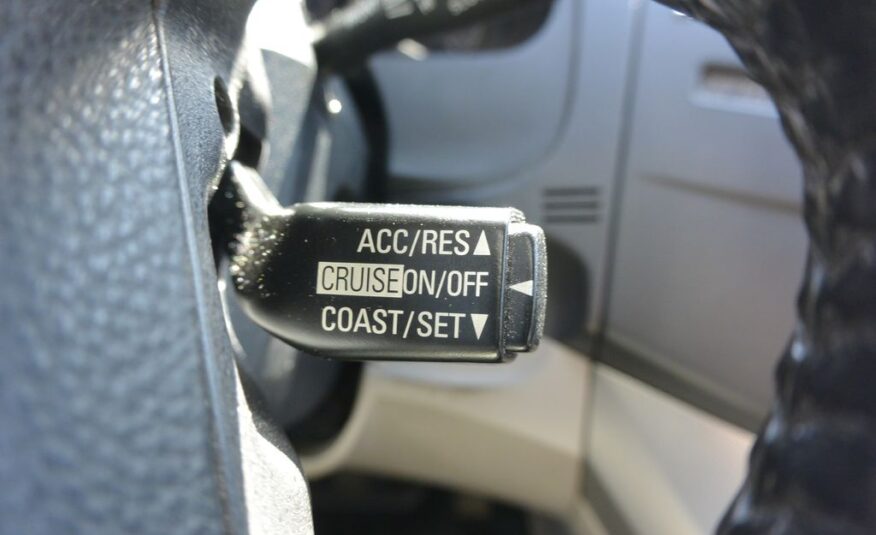 ACC/RES▲
CRUISE ON/OFF ◀
COAST/SET▼